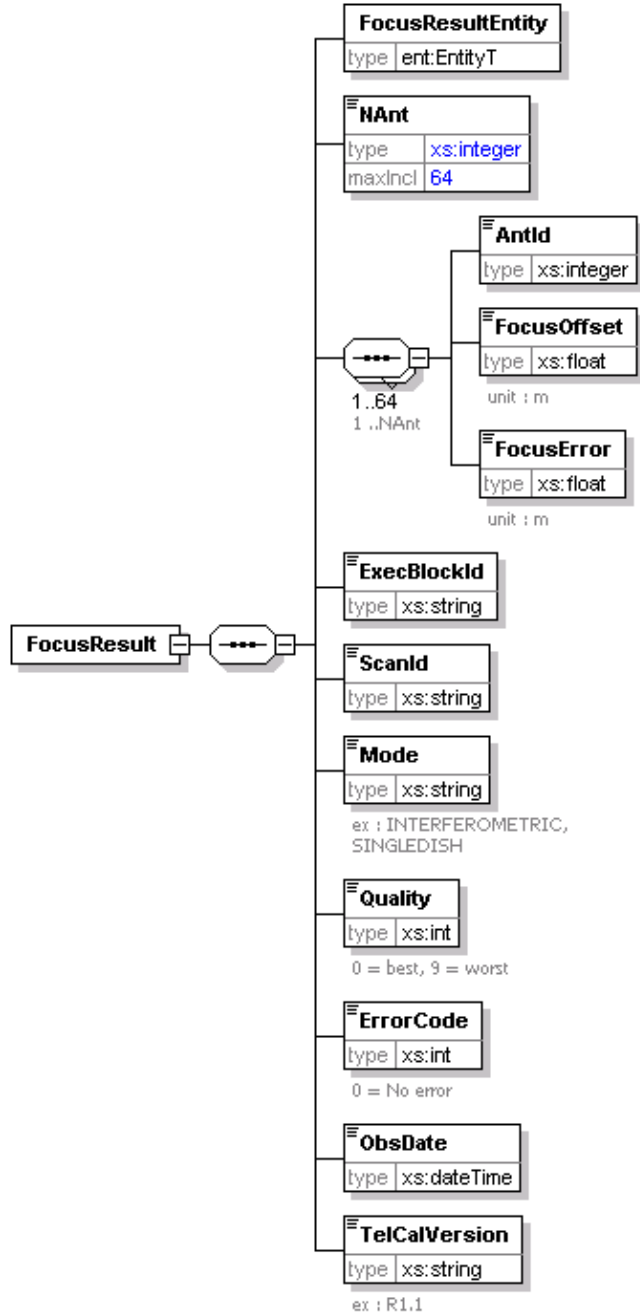 FocusResultEntity
type ent:EntityT
NAnt
type xs:integer
maxIncl 64
AntId
type xs:integer
FocusOffset
type xs:float
unit : m
1..64
1 ..NAnt
FocusError
type xs:float
unit : m
ExecBlockId
type xs:string
FocusResult
ScanId
type xs:string
Mode
type xs:string
ex : INTERFEROMETRIC,
SINGLEDISH
Quality
type xs:int
0 = best, 9 = worst
ErrorCode
type xs:int
0 = No error
ObsDate
type xs:dateTime
TelCalVersion
type xs:string
ex : R1.1